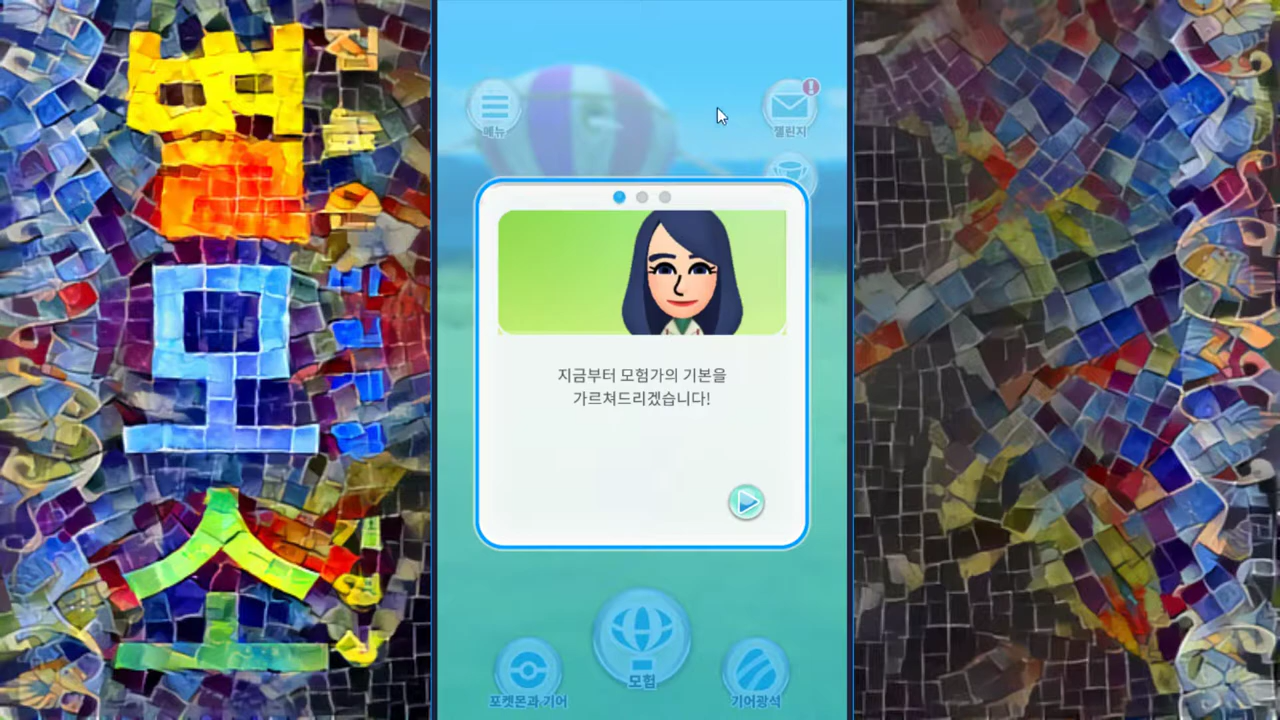 메뉴
챌린지
지금부터 모험가의 기본을
가르쳐드리겠습니다!
포켓몬과 기어
모험
기어광석